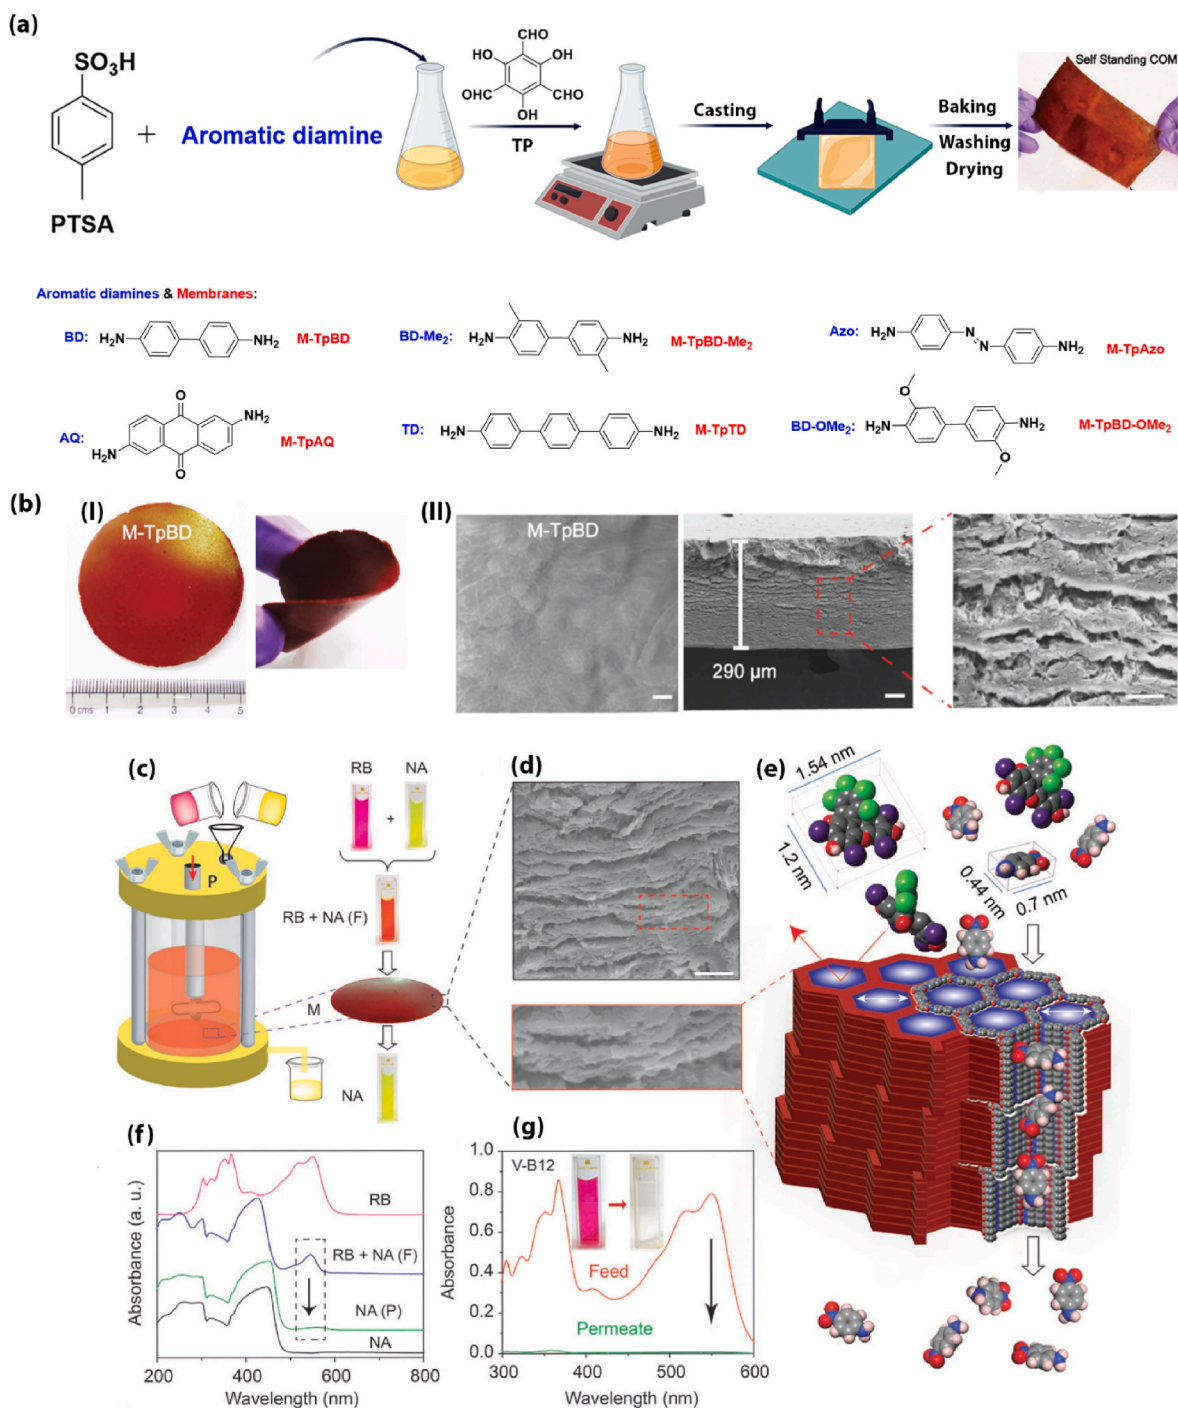 (a)
SO3H
PTSA
+
Aromatic diamine
CHO
HO
OH
OHC
CHO
OH
TP
Casting
Baking
Washing
Drying
Self Standing COM
Aromatic diamines & Membranes:
BD:
H2N
NH2
M-TpBD
BD-Me2:
H2N
NH2
M-TpBD-Me2
Azo:
H2N
N
N
NH2
M-TpAzo
AQ:
O
NH2
H2N
O
M-TpAQ
TD:
H2N
NH2
M-TpTD
BD-OMe2:
O
H2N
NH2
O
M-TpBD-OMe2
(b)
(I)
M-TpBD
0 cms 1 2 3 4 5
(II)
M-TpBD
290 µm
(c)
RB
NA
+
P
RB + NA (F)
M
NA
(d)
(e)
1.54 nm
1.2 nm
0.44 nm
0.7 nm
(f)
Absorbance (a. u.)
RB
RB + NA (F)
NA (P)
NA
200 400 600 800
Wavelength (nm)
(g)
Absorbance
1.0
0.8
0.6
0.4
0.2
0.0
V-B12
Feed
Permeate
300 400 500 600
Wavelength (nm)